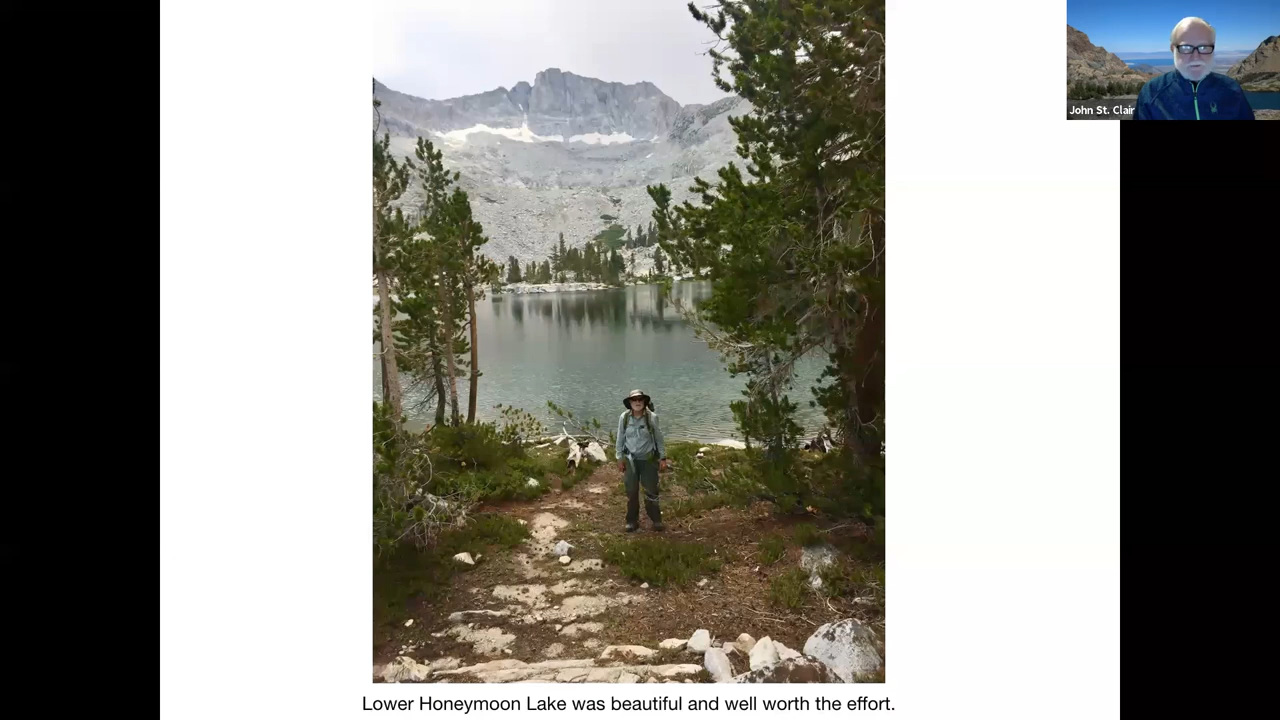 John St. Clair
Lower Honeymoon Lake was beautiful and well worth the effort.